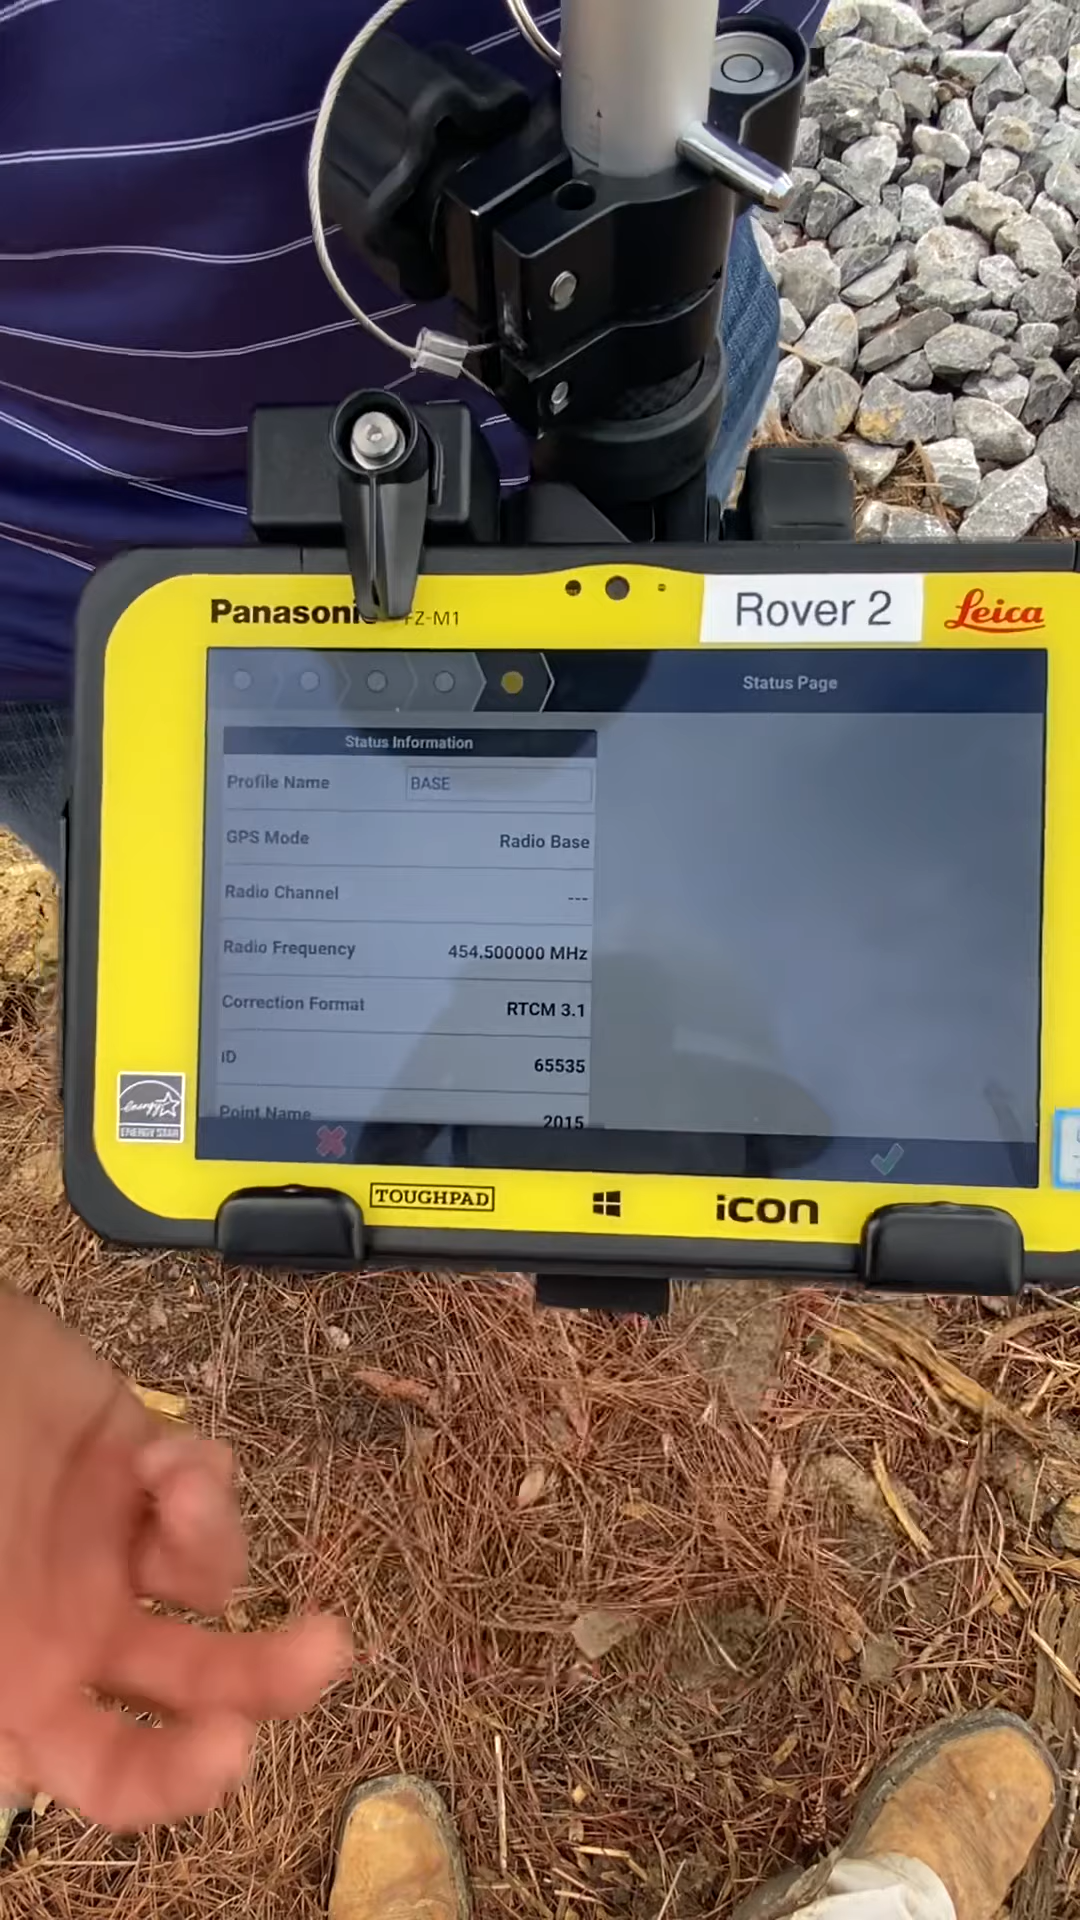 Panasonic FZ-M1
Rover 2
Leica
Status Page
Status Information
Profile Name BASE
GPS Mode Radio Base
Radio Channel ---
Radio Frequency 454.500000 MHz
Correction Format RTCM 3.1
ID 65535
Point Name 2015
energy
ENERGY STAR
TOUGHPAD
icon